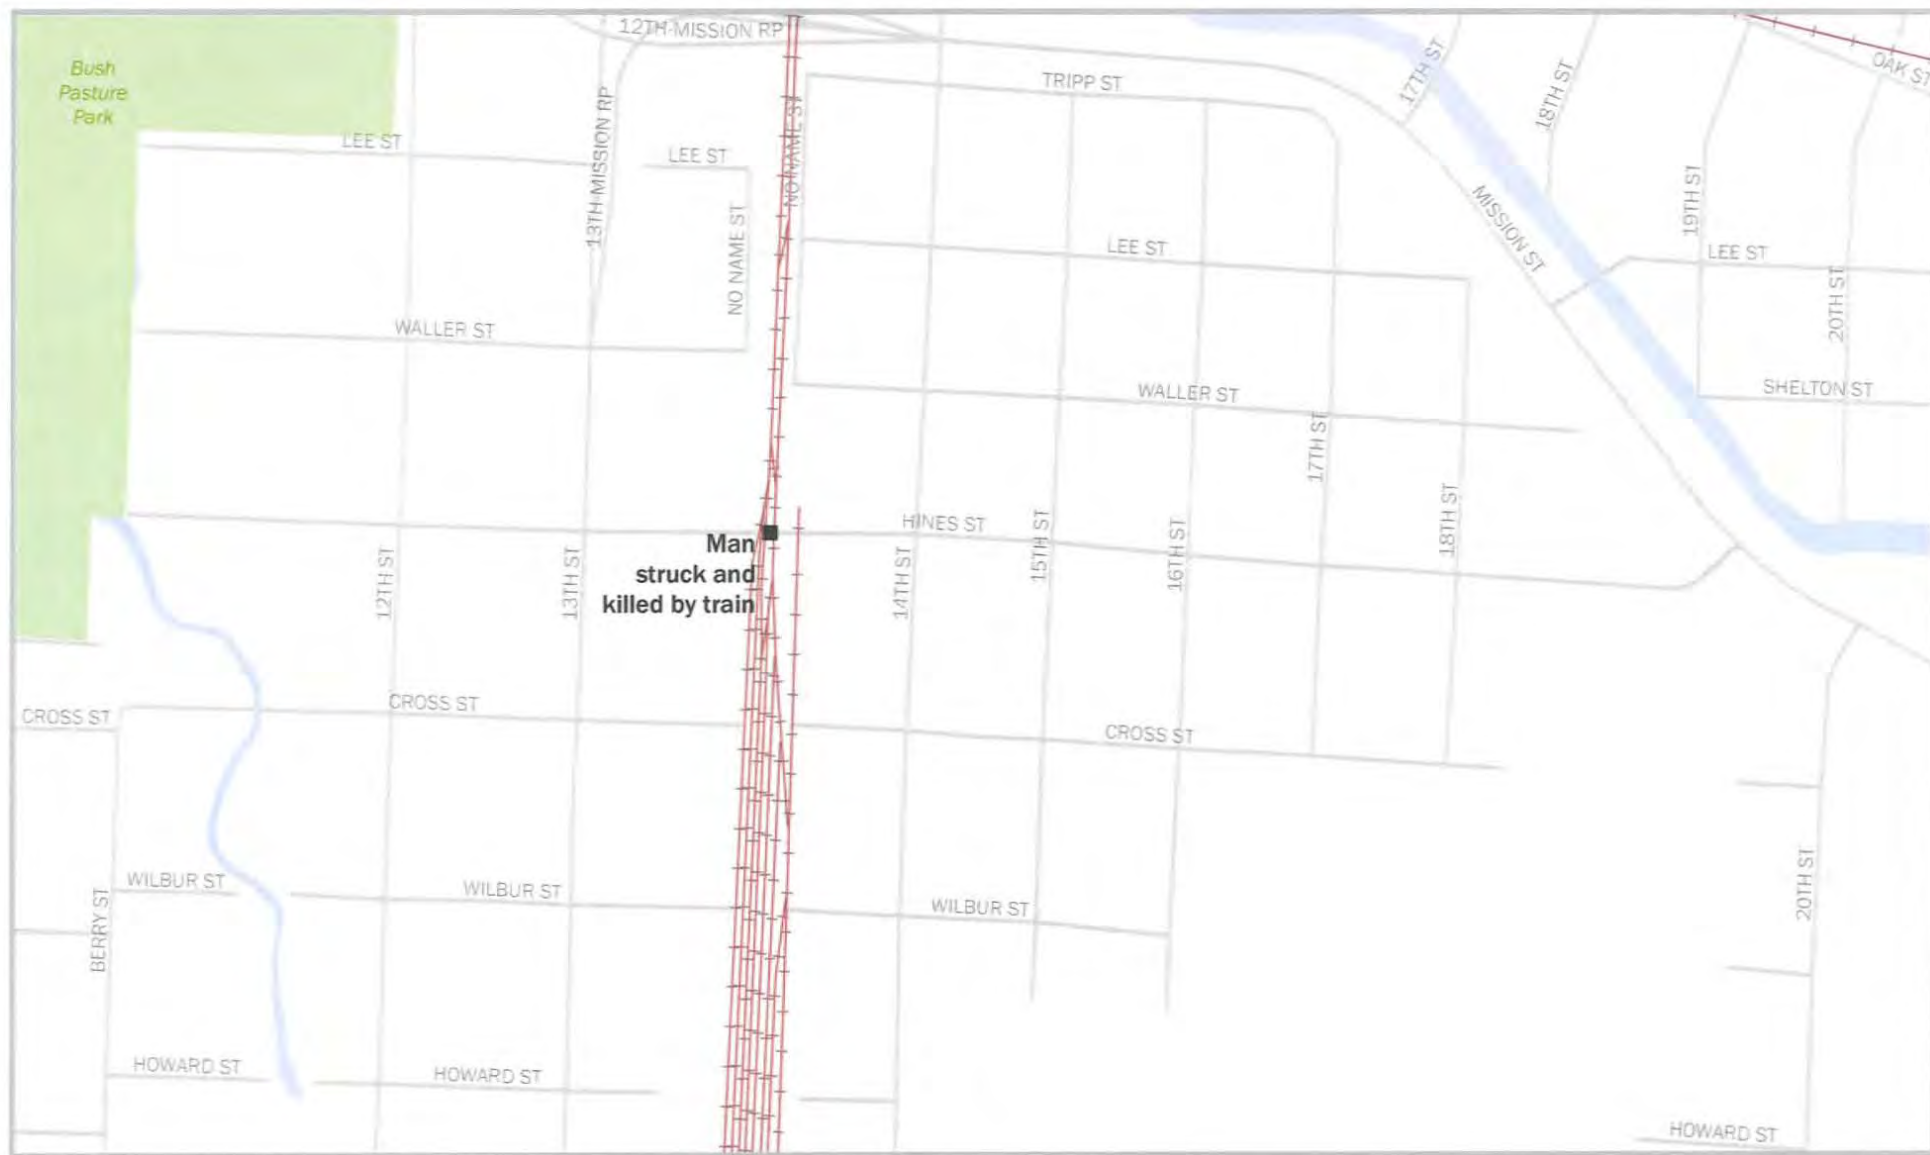 12TH-MISSION RP
Bush
Pasture
Park
17TH ST
OAK ST
18TH ST
TRIPP ST
13TH-MISSION RP
NO NAME ST
LEE ST
LEE ST
19TH ST
MISSION ST
NO NAME ST
LEE ST
LEE ST
20TH ST
WALLER ST
WALLER ST
SHELTON ST
17TH ST
18TH ST
HINES ST
15TH ST
16TH ST
12TH ST
13TH ST
14TH ST
Man
struck and
killed by train
CROSS ST
CROSS ST
CROSS ST
WILBUR ST
WILBUR ST
WILBUR ST
BERRY ST
20TH ST
HOWARD ST
HOWARD ST
HOWARD ST